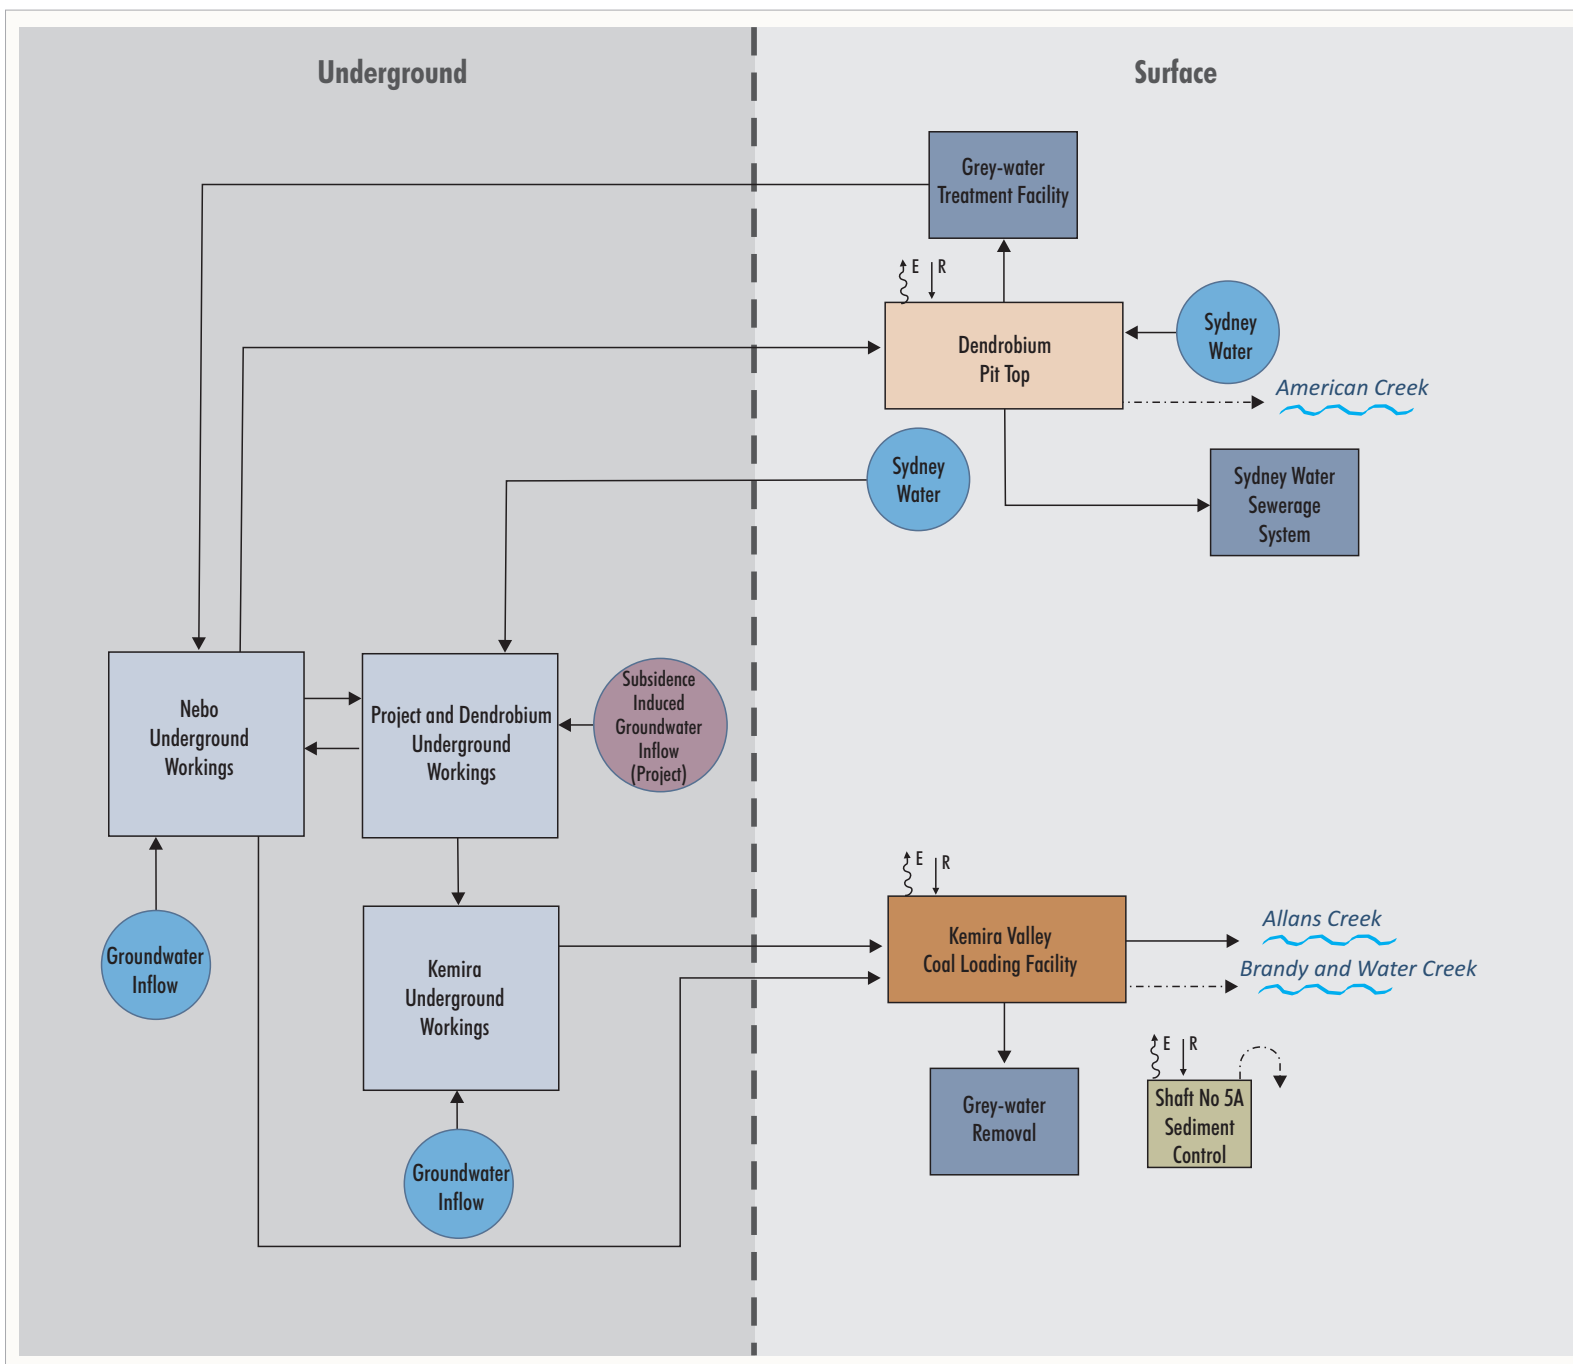 Underground
Surface
Grey-water
Treatment Facility
E
R
Dendrobium
Pit Top
Sydney
Water
American Creek
Sydney
Water
Sydney Water
Sewerage
System
Nebo
Underground
Workings
Project and Dendrobium
Underground
Workings
Subsidence
Induced
Groundwater
Inflow
(Project)
E
R
Kemira Valley
Coal Loading Facility
Allans Creek
Brandy and Water Creek
Groundwater
Inflow
Kemira
Underground
Workings
Grey-water
Removal
E
R
Shaft No 5A
Sediment
Control
Groundwater
Inflow